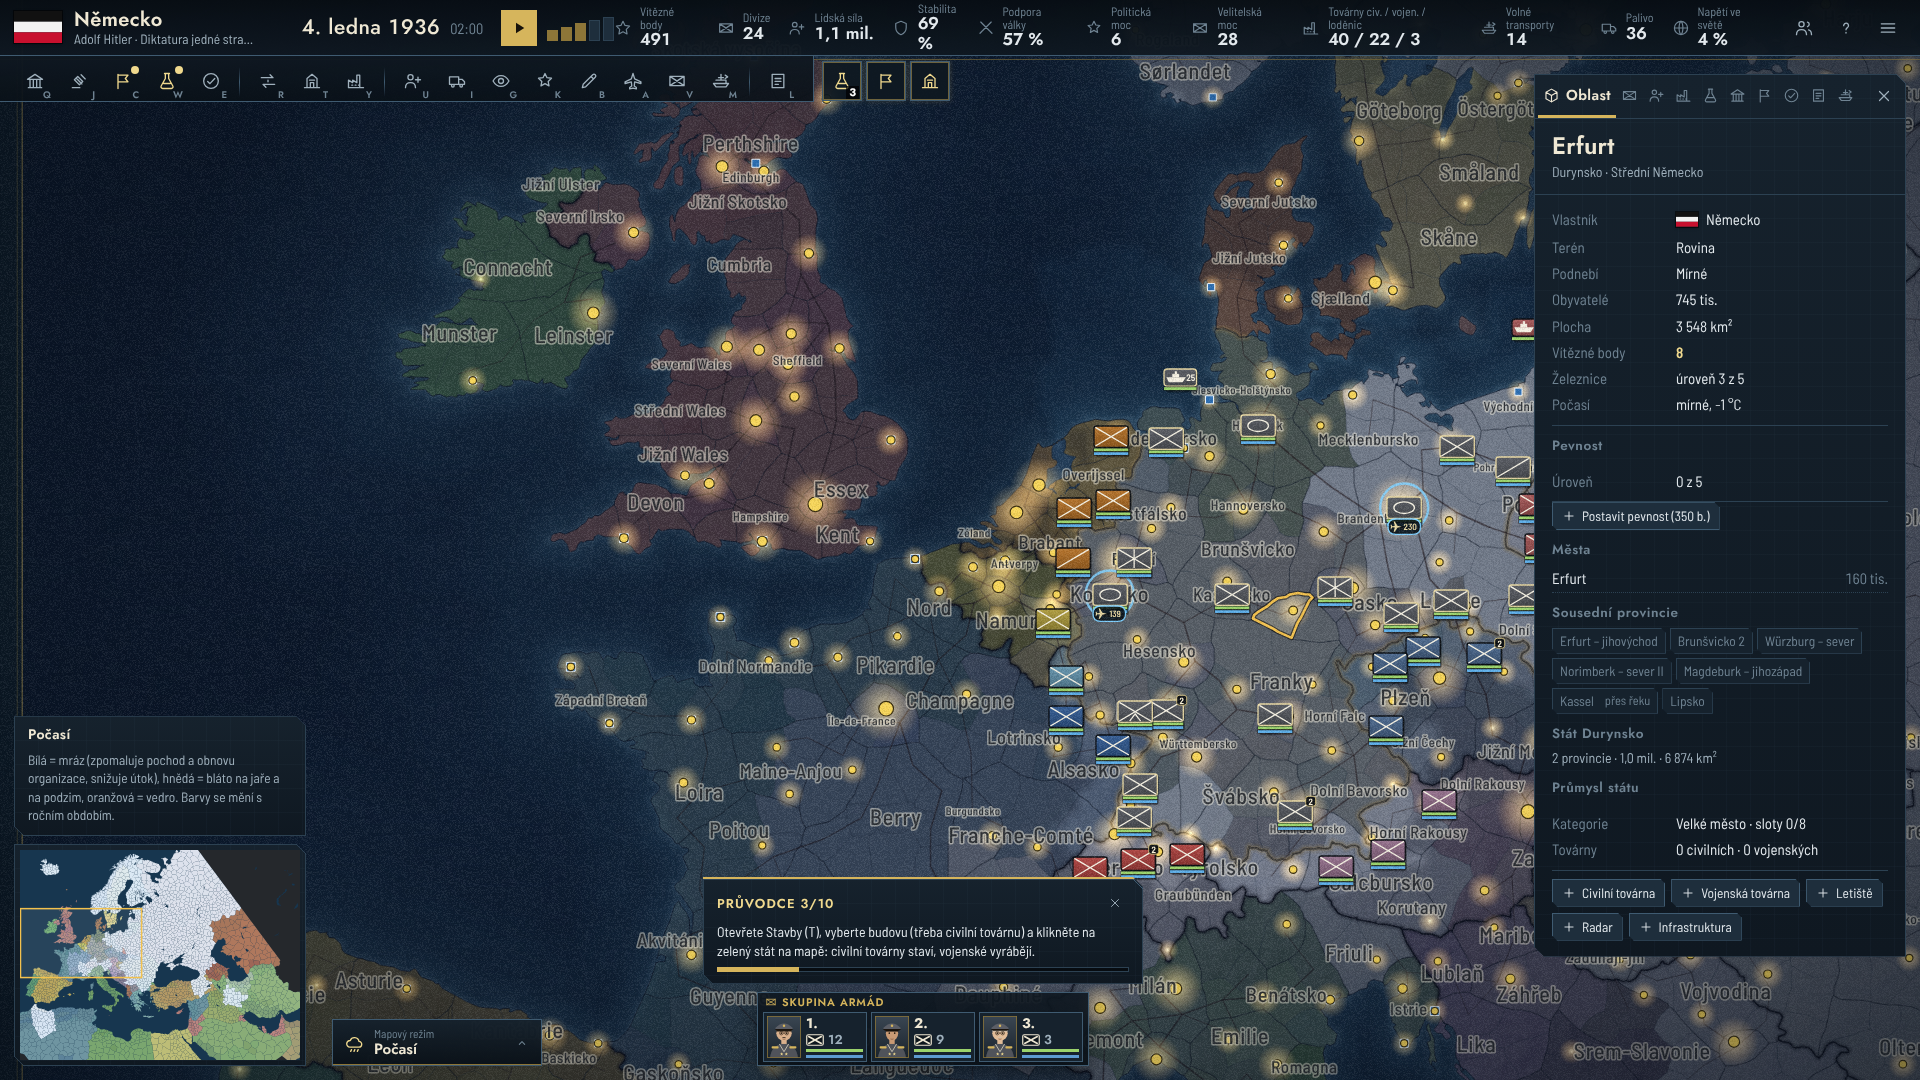 Německo
Adolf Hitler · Diktatura jedné stra...
4. ledna 1936 02:00
Vítězné body
491
Divize
24
Lidská síla
1,1 mil.
Stabilita
69 %
Podpora války
57 %
Politická moc
6
Velitelská moc
28
Továrny civ. / vojen. / loděnic
40 / 22 / 3
Volné transporty
14
Palivo
36
Napětí ve světě
4 %
?
Q J C W E R T Y U I G K B A V M L
3
Sørlandet
Göteborg
Perthshire
Edinburgh
Jižní Ulster
Severní Irsko
Jižní Skotsko
Cumbria
Connacht
Munster
Leinster
Severní Wales
Sheffield
Střední Wales
Jižní Wales
Devon
Essex
Hampshire
Kent
Småland
Severní Jutsko
Skåne
Jižní Jutsko
Sjælland
25
Mecklenbursko
Východní
Overijssel
Hannoversko
Zéland
Brabant
Antverpy
Brunšvicko
230
139
Nord
Namur
Hesensko
Dolní Normandie
Pikardie
Champagne
Île-de-France
Západní Bretaň
Franky
Plzeň
Horní Falc
Lotrinsko
Württembersko
Alsasko
Maine-Anjou
Loira
Švábsko
Dolní Bavorsko
Dolní Rakousy
Burgundsko
Poitou
Berry
Franche-Comté
Horní Rakousy
Graubünden
Korutany
Friuli
Lublaň
Benátsko
Istrie
Záhřeb
Vojvodina
Milán
Emilie
Romagna
Lika
Srem-Slavonie
Asturie
Baskicko
Gaskoňsko
Languedoc
Oblast
Erfurt
Durynsko · Střední Německo
Vlastník Německo
Terén Rovina
Podnebí Mírné
Obyvatelé 745 tis.
Plocha 3 548 km²
Vítězné body 8
Železnice úroveň 3 z 5
Počasí mírné, -1 °C
Pevnost
Úroveň 0 z 5
+ Postavit pevnost (350 b.)
Města
Erfurt 160 tis.
Sousední provincie
Erfurt – jihovýchod Brunšvicko 2 Würzburg – sever
Norimberk – sever II Magdeburk – jihozápad
Kassel přes řeku Lipsko
Stát Durynsko
2 provincie · 1,0 mil. · 6 874 km²
Průmysl státu
Kategorie Velké město · sloty 0/8
Továrny 0 civilních · 0 vojenských
+ Civilní továrna + Vojenská továrna + Letiště
+ Radar + Infrastruktura
Počasí
Bílá = mráz (zpomaluje pochod a obnovu
organizace, snižuje útok), hnědá = bláto na jaře a
na podzim, oranžová = vedro. Barvy se mění s
ročním obdobím.
Mapový režim
Počasí
PRŮVODCE 3/10
Otevřete Stavby (T), vyberte budovu (třeba civilní továrnu) a klikněte na
zelený stát na mapě: civilní továrny staví, vojenské vyrábějí.
SKUPINA ARMÁD
1. 12
2. 9
3. 3